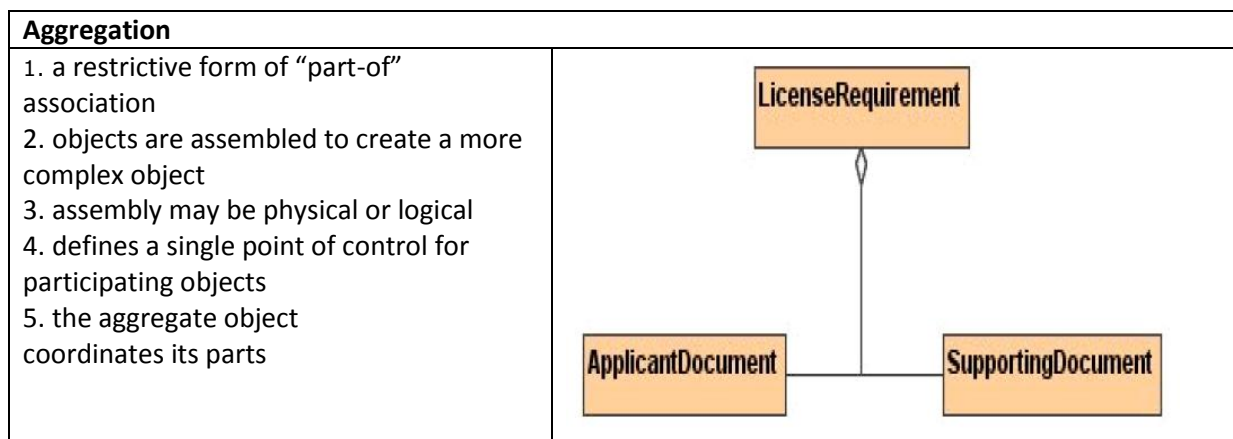 Aggregation
1. a restrictive form of “part-of”
association
2. objects are assembled to create a more
complex object
3. assembly may be physical or logical
4. defines a single point of control for
participating objects
5. the aggregate object
coordinates its parts
LicenseRequirement
ApplicantDocument
SupportingDocument